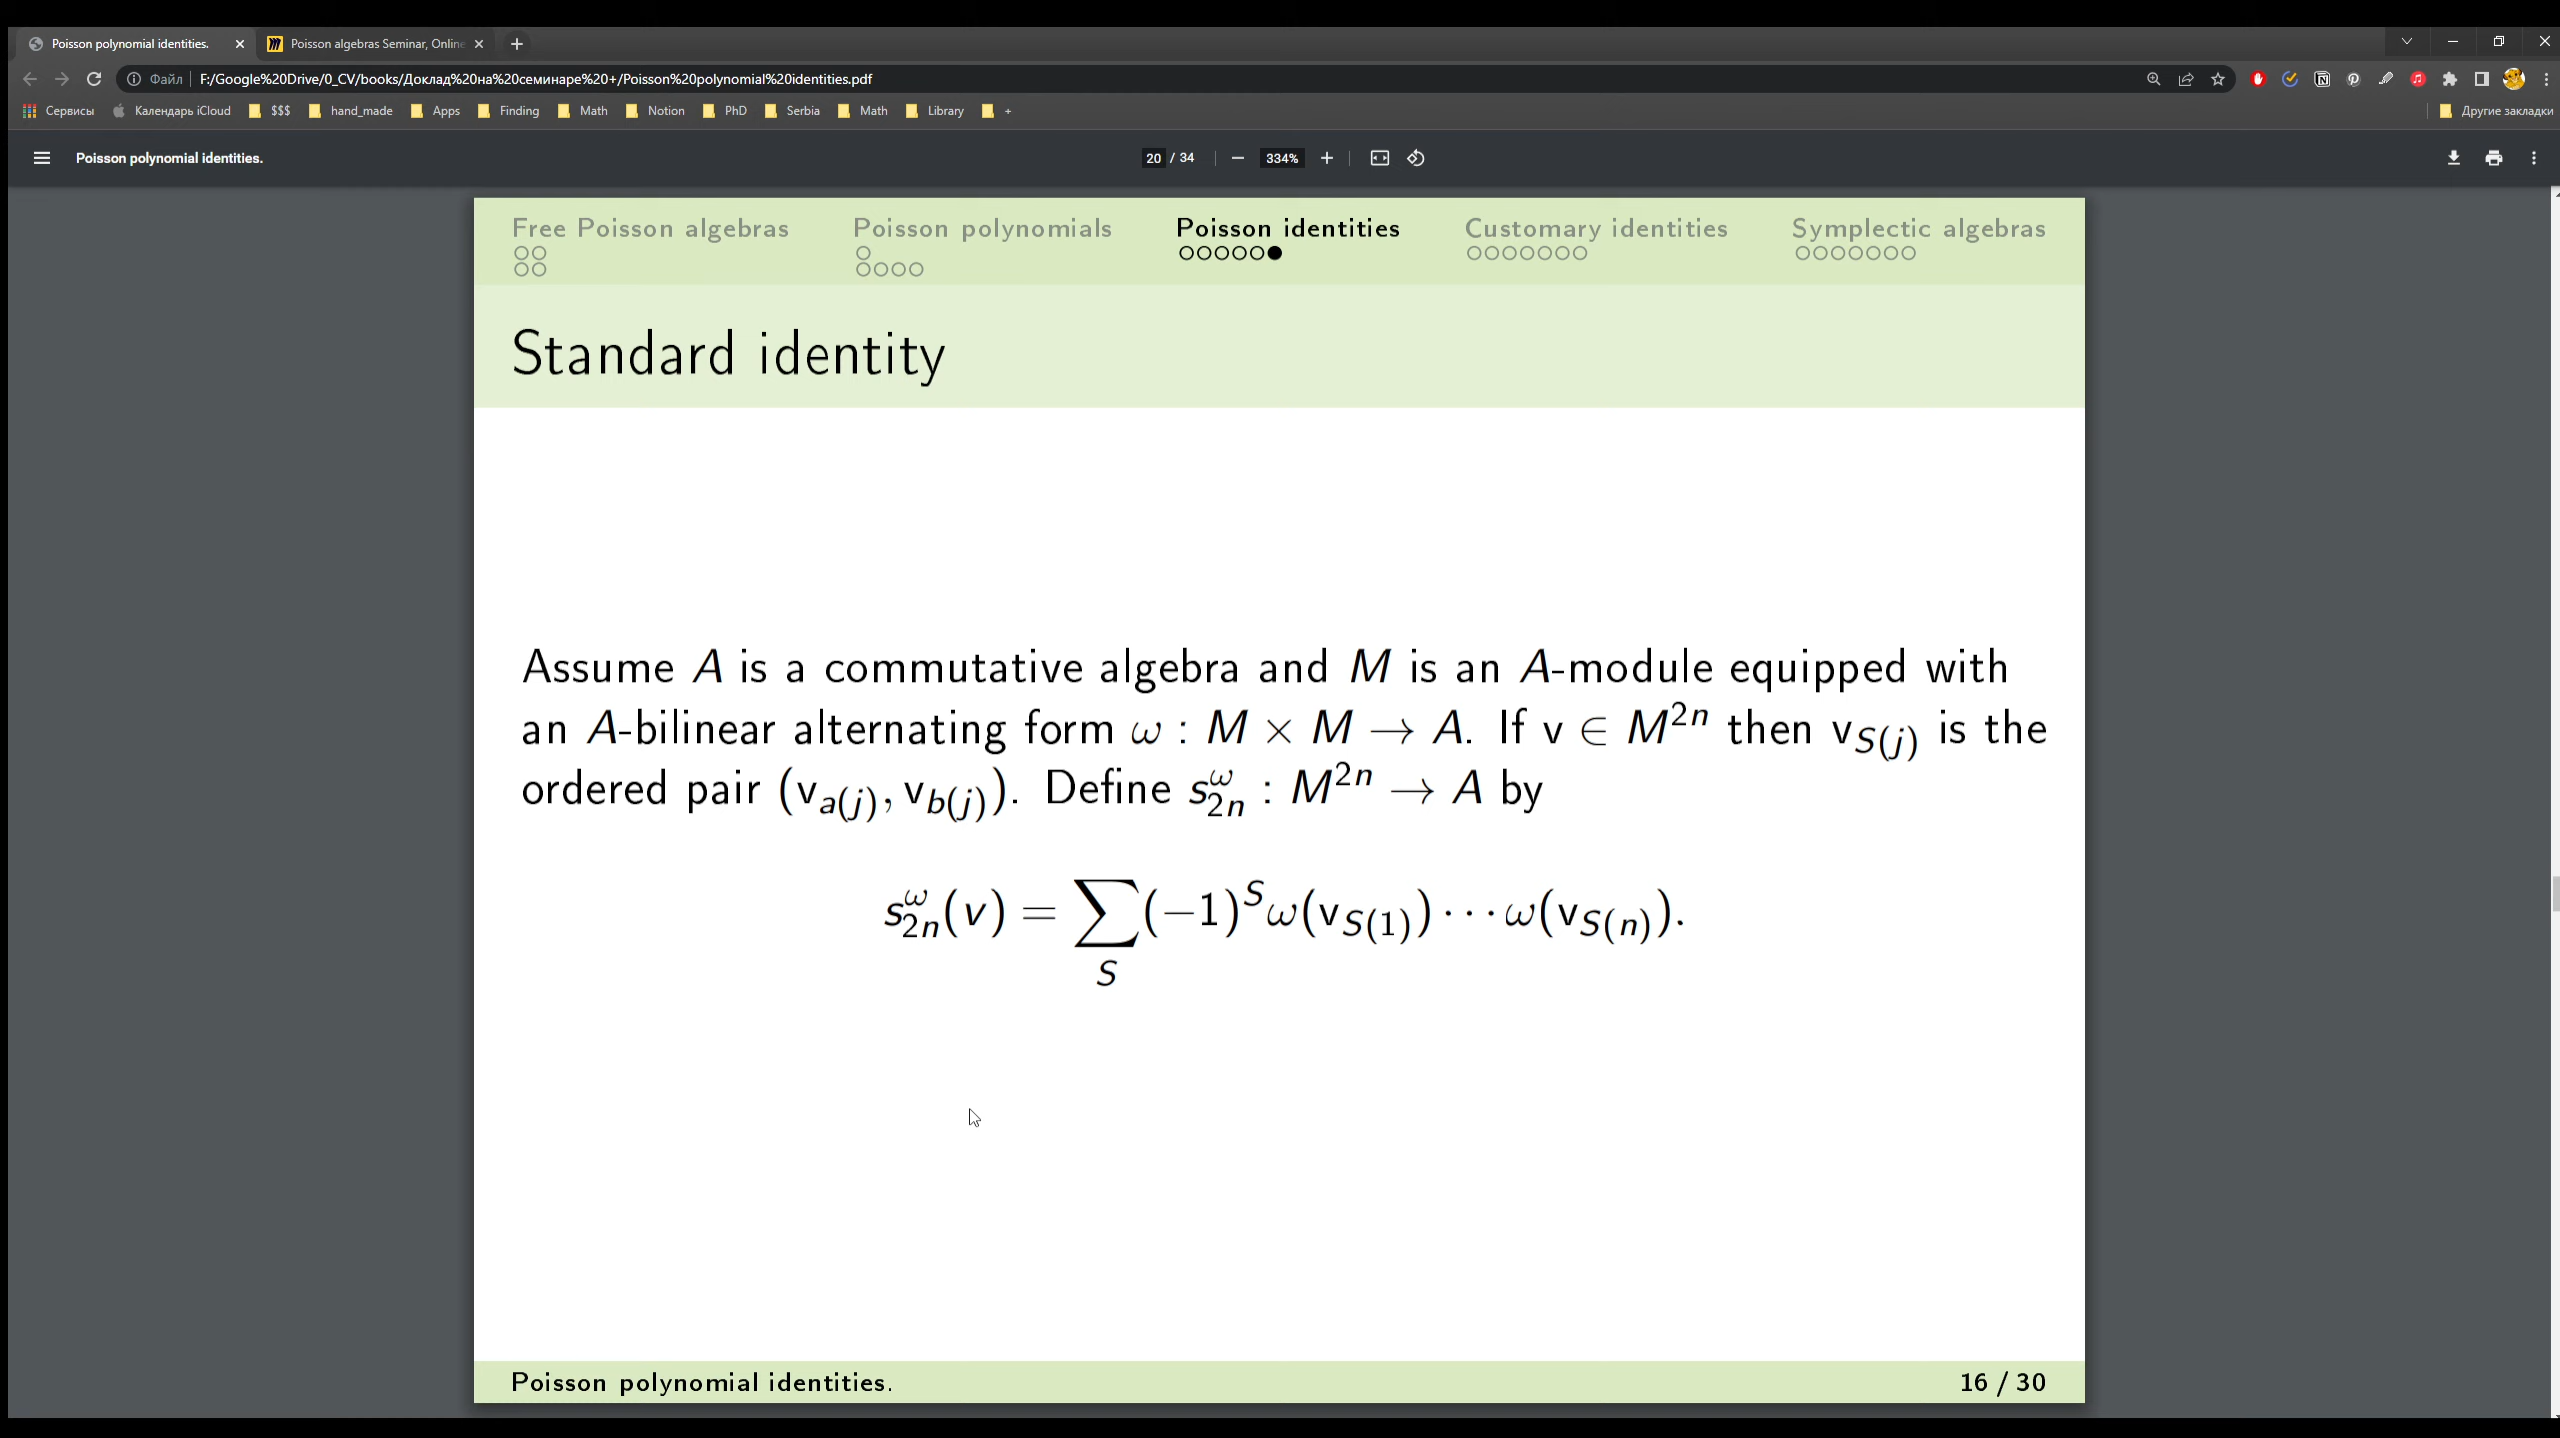 Poisson polynomial identities.
Poisson algebras Seminar, Online
Файл
F:/Google%20Drive/0_CV/books/Доклад%20на%20семинаре%20+/Poisson%20polynomial%20identities.pdf
Сервисы
Календарь iCloud
$$$
hand_made
Apps
Finding
Math
Notion
PhD
Serbia
Math
Library
+
Другие закладки
Poisson polynomial identities.
20 / 34
334%
Free Poisson algebras
Poisson polynomials
Poisson identities
Customary identities
Symplectic algebras
Standard identity
Assume A is a commutative algebra and M is an A-module equipped with
an A-bilinear alternating form ω : M × M → A. If v ∈ M^{2n} then v_{S(j)} is the
ordered pair (v_{a(j)}, v_{b(j)}). Define s_{2n}^{ω} : M^{2n} → A by
s_{2n}^{ω}(v) = ∑_{S} (−1)^{S} ω(v_{S(1)}) ··· ω(v_{S(n)}).
Poisson polynomial identities.
16 / 30